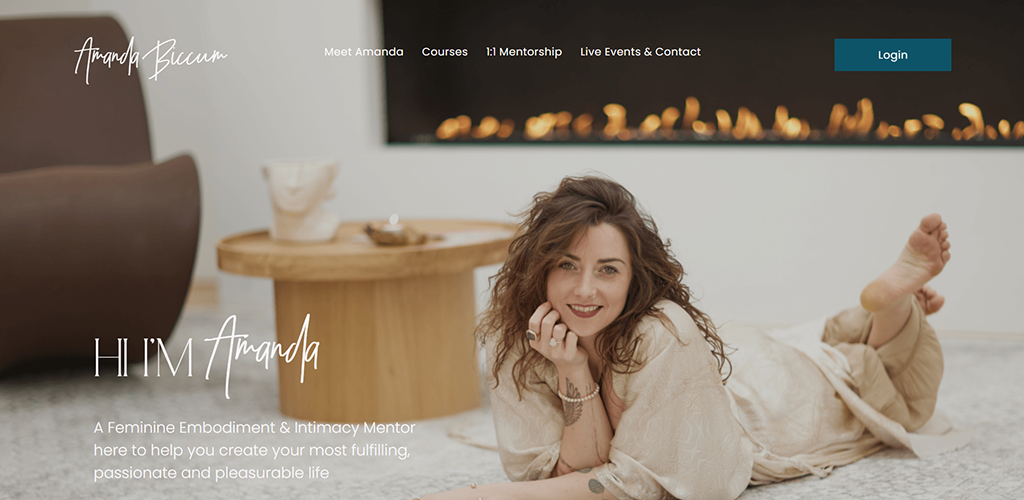 Amanda Biccum
Meet Amanda Courses 1:1 Mentorship Live Events & Contact
Login
HI I'M Amanda
A Feminine Embodiment & Intimacy Mentor
here to help you create your most fulfilling,
passionate and pleasurable life